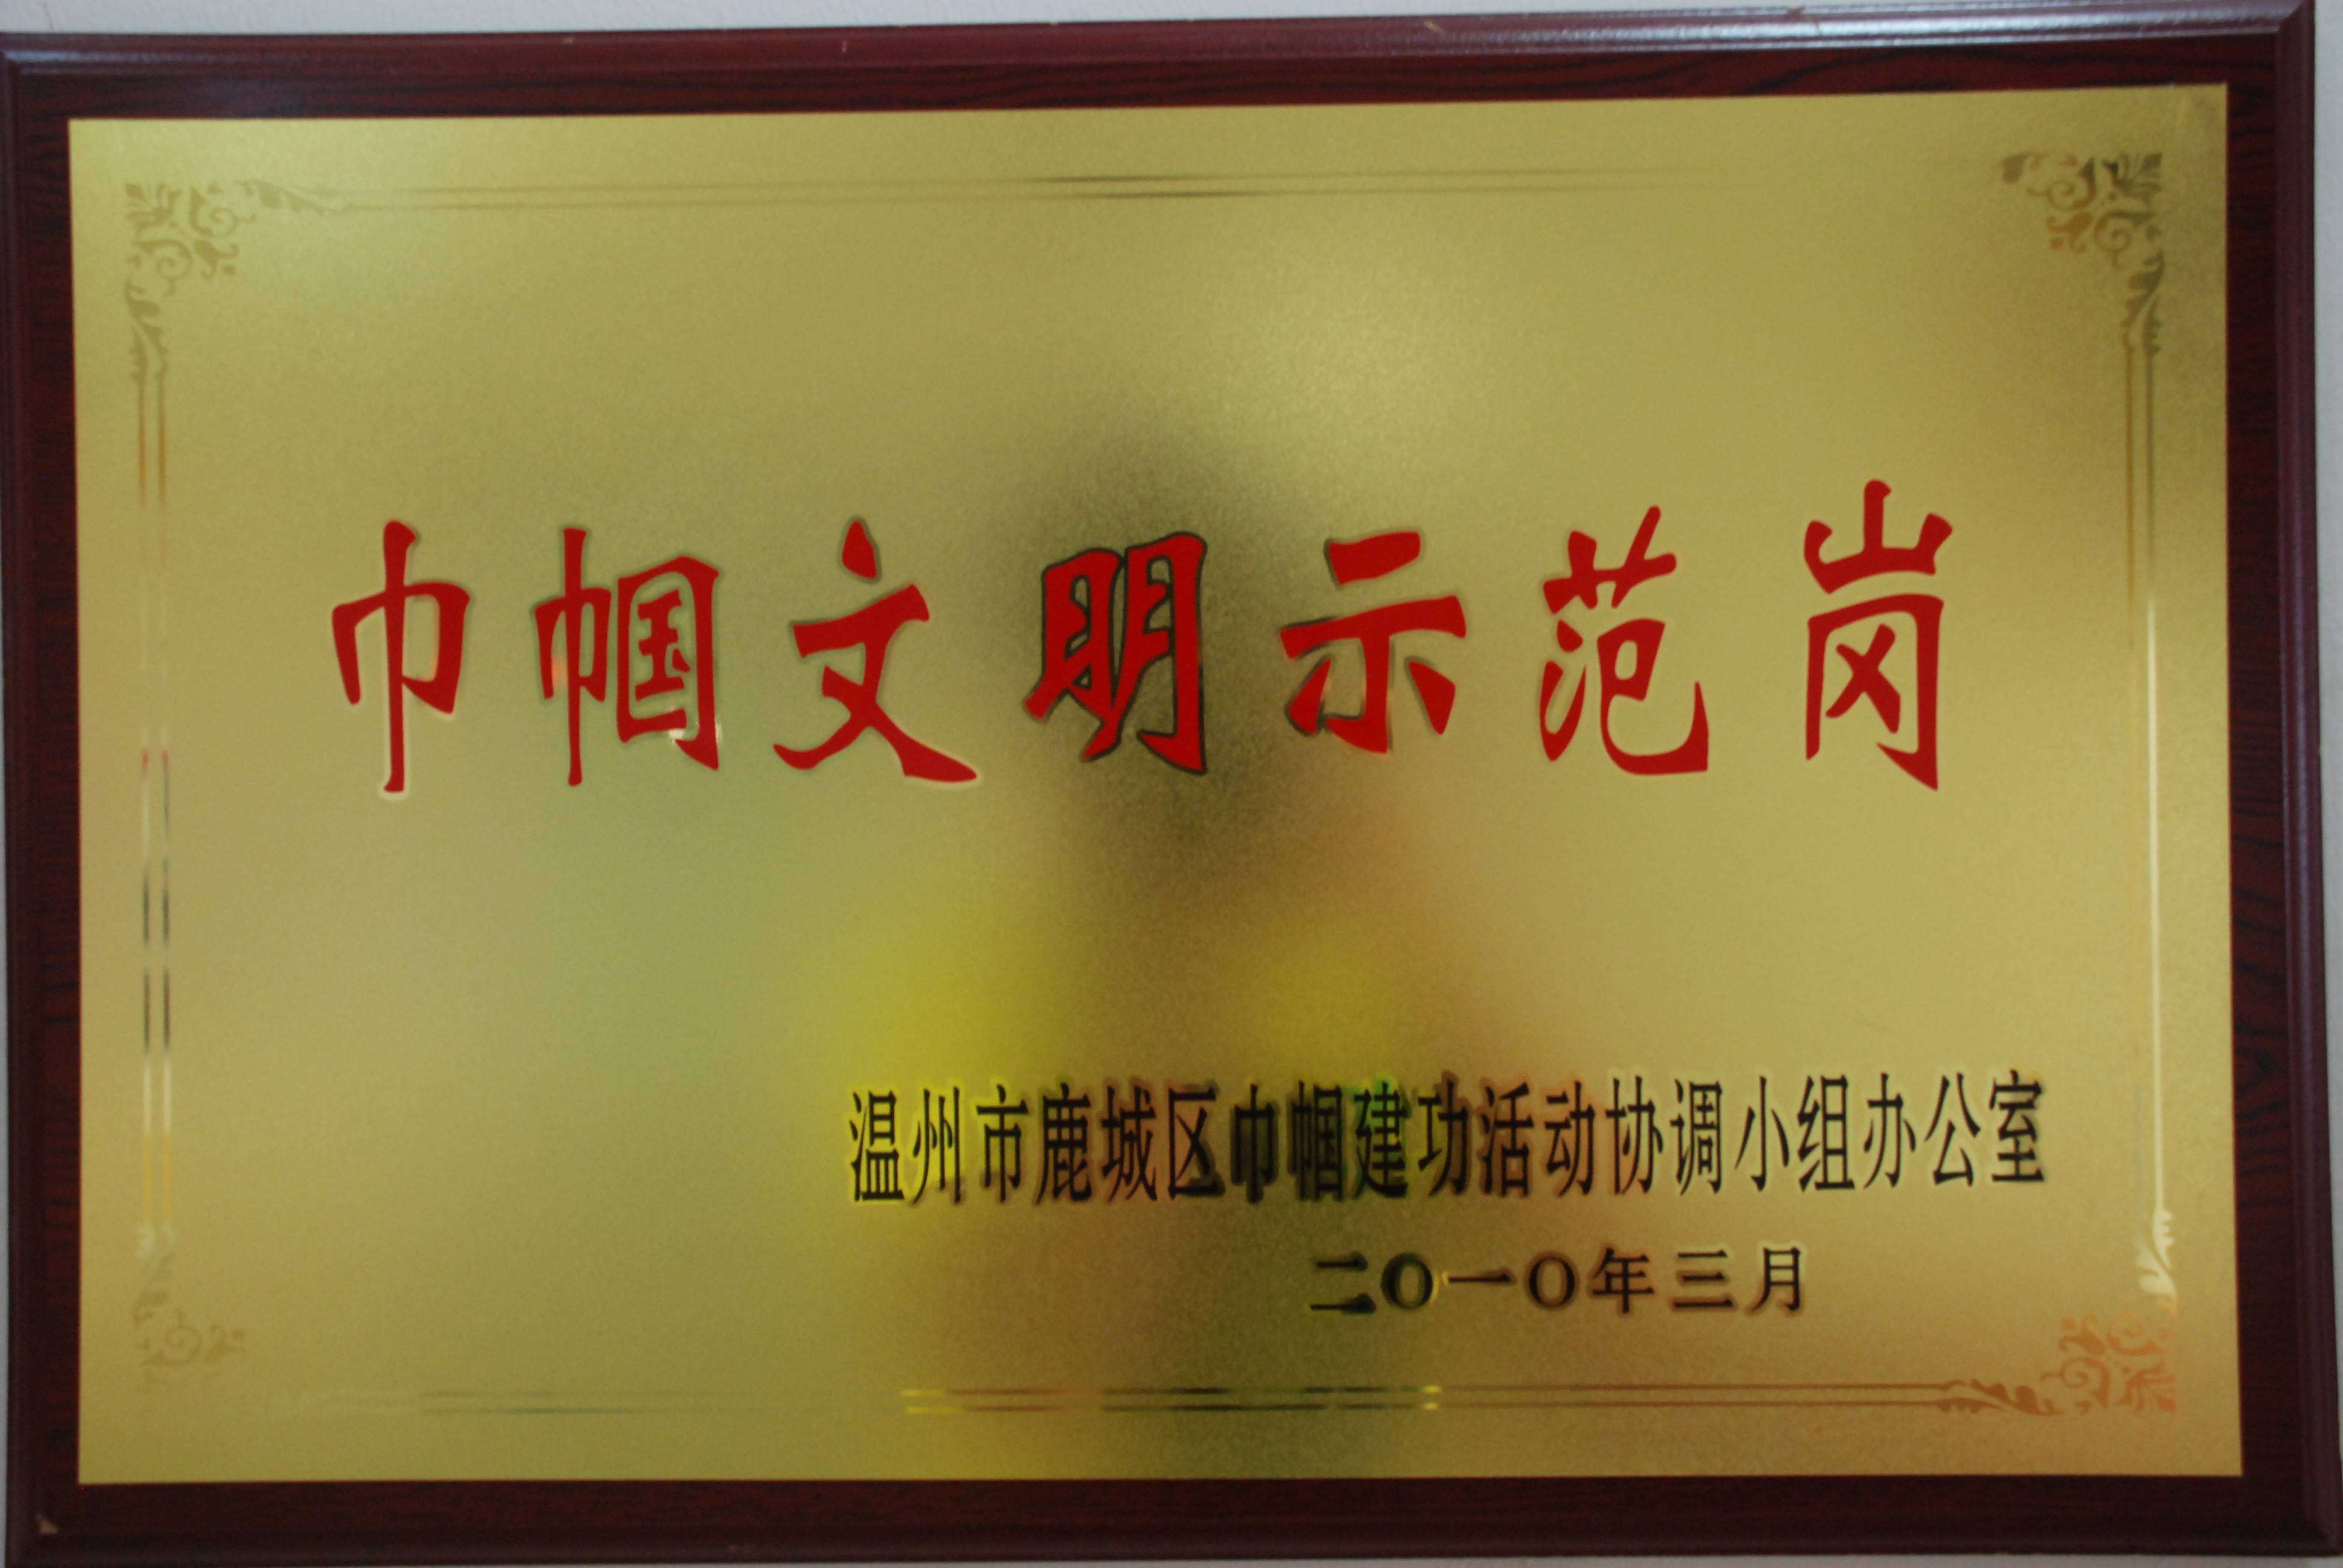 巾帼文明示范岗
温州市鹿城区巾帼建功活动协调小组办公室
二〇一〇年三月